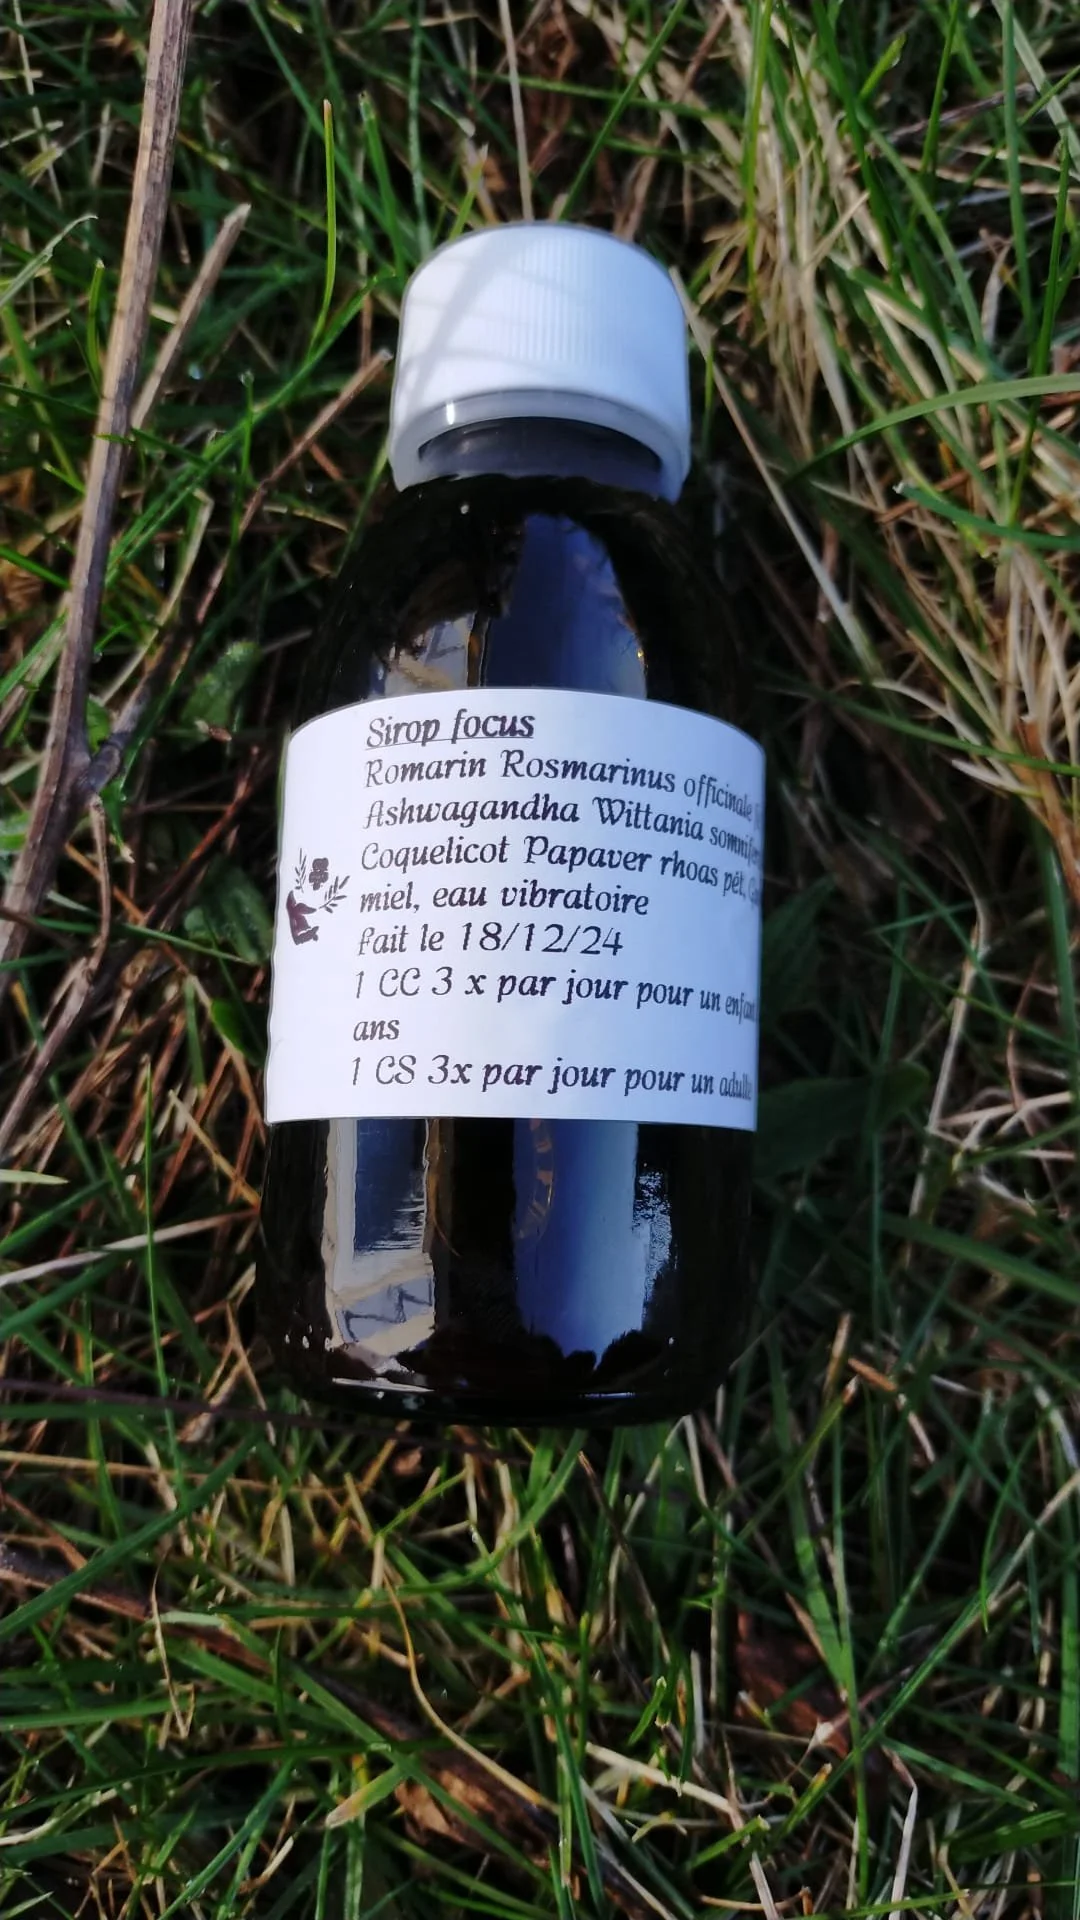 Sirop focus
Romarin Rosmarinus officinale
Ashwagandha Wittania
Coquelicot Papaver rhoas pét,
miel, eau vibratoire
fait le 18/12/24
1 CC 3 x par jour pour un
ans
1 CS 3x par jour pour un